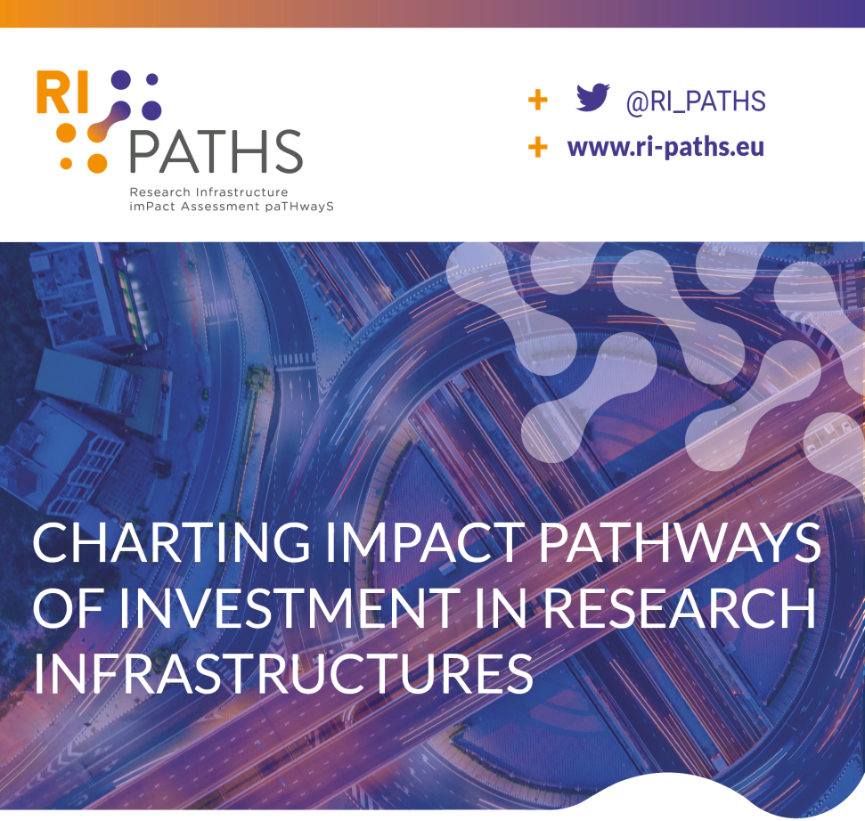 RI
PATHS
Research Infrastructure
imPact Assessment paTHwayS
+ @RI_PATHS
+ www.ri-paths.eu
CHARTING IMPACT PATHWAYS
OF INVESTMENT IN RESEARCH
INFRASTRUCTURES